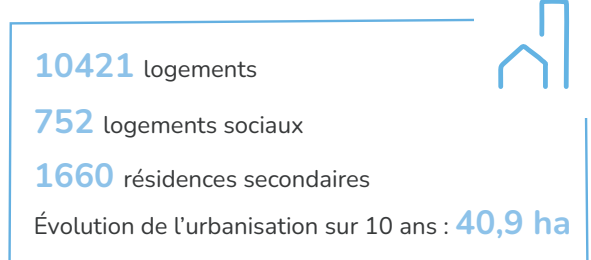 10421 logements
752 logements sociaux
1660 résidences secondaires
Évolution de l’urbanisation sur 10 ans : 40,9 ha